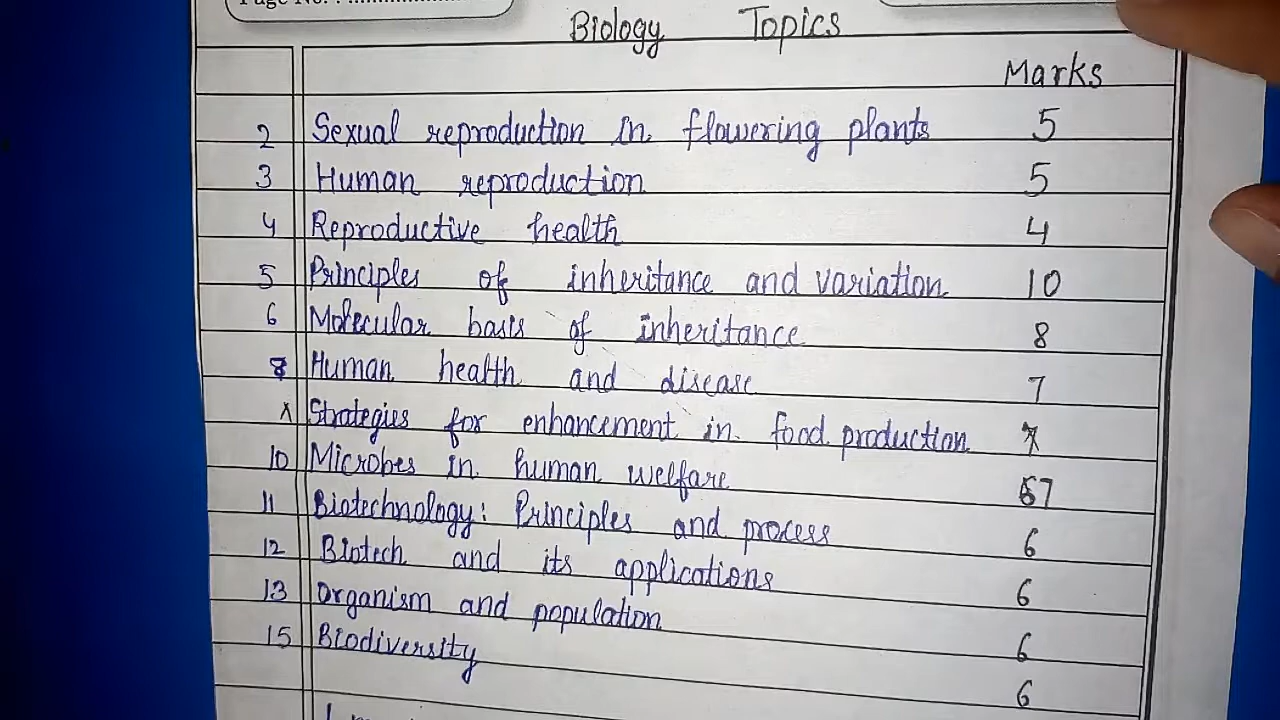 Page No. : ....................
Biology Topics
Marks
2 Sexual reproduction in flowering plants 5
3 Human reproduction 5
4 Reproductive health 4
5 Principles of inheritance and variation 10
6 Molecular basis of inheritance 8
8 Human health and disease 7
x Strategies for enhancement in food production x
10 Microbes in human welfare 7
11 Biotechnology: Principles and process 6
12 Biotech and its applications 6
13 Organism and population 6
15 Biodiversity 6